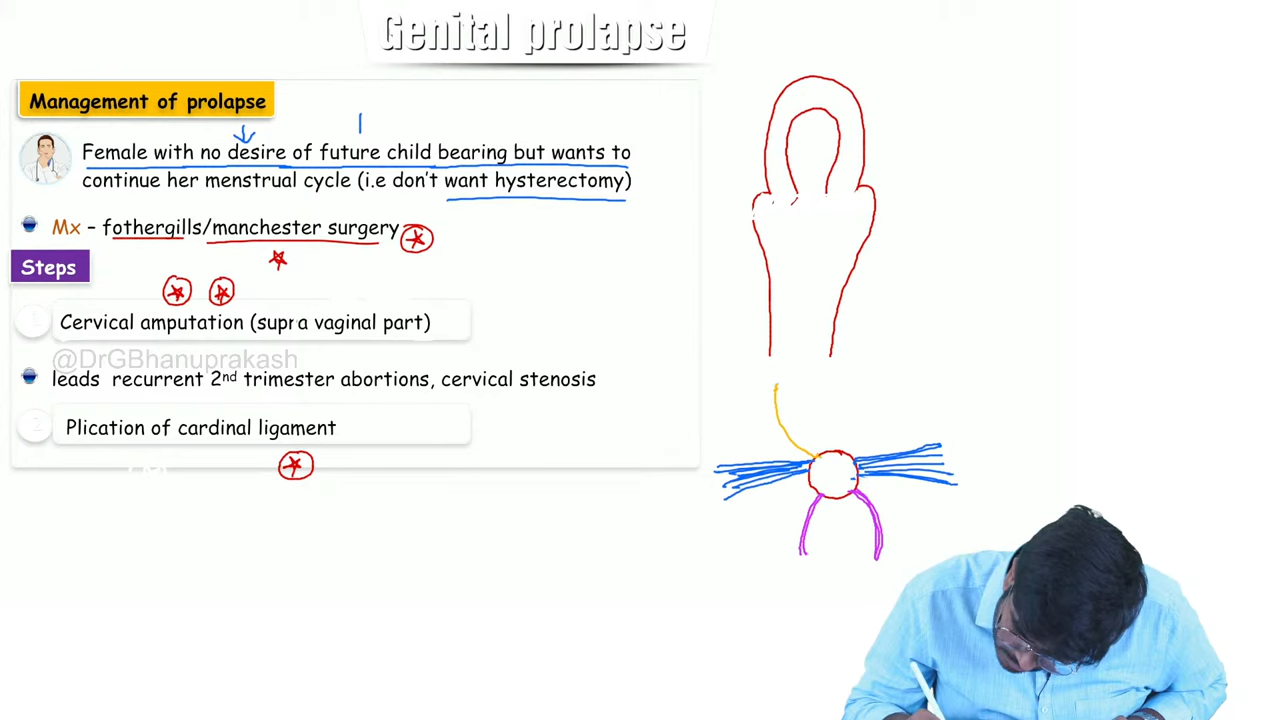 Genital prolapse
Management of prolapse
Female with no desire of future child bearing but wants to
continue her menstrual cycle (i.e don't want hysterectomy)
Mx – fothergills/manchester surgery
Steps
1
Cervical amputation (supra vaginal part)
@DrGBhanuprakash
leads recurrent 2nd trimester abortions, cervical stenosis
2
Plication of cardinal ligament